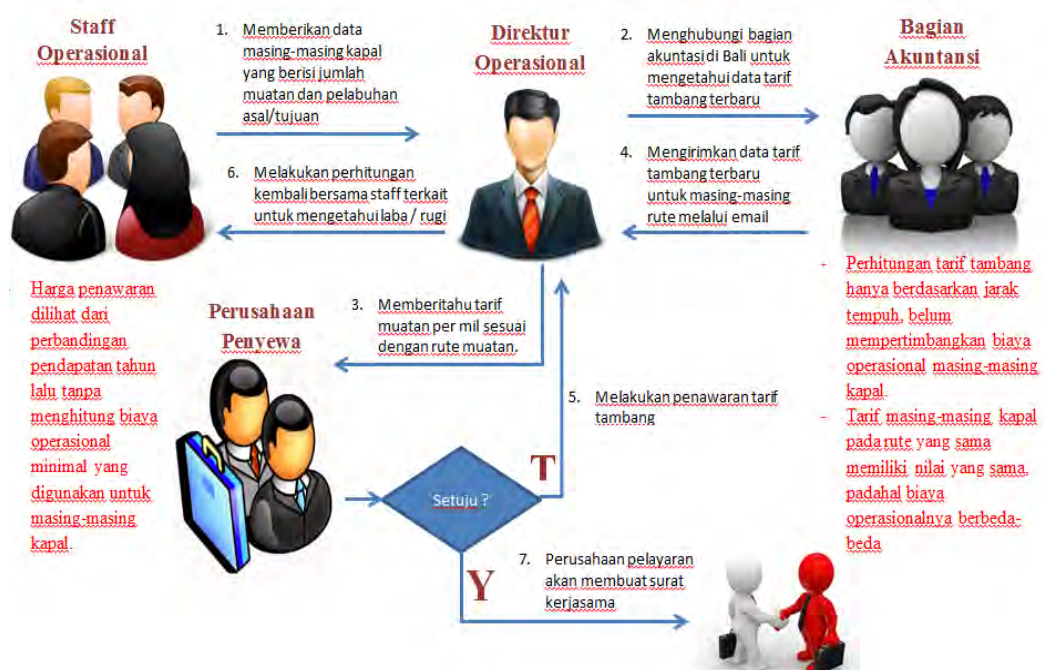 Staff
Operasional
1. Memberikan data
masing-masing kapal
yang berisi jumlah
muatan dan pelabuhan
asal/tujuan
Direktur
Operasional
2. Menghubungi bagian
akuntasi di Bali untuk
mengetahui data tarif
tambang terbaru
Bagian
Akuntansi
6. Melakukan perhitungan
kembali bersama staff terkait
untuk mengetahui laba / rugi
4. Mengirimkan data tarif
tambang terbaru
untuk masing-masing
rute melalui email
- Harga penawaran
dilihat dari
perbandingan
pendapatan tahun
lalu tanpa
menghitung biaya
operasional
minimal yang
digunakan untuk
masing-masing
kapal.
Perusahaan
Penyewa
3. Memberitahu tarif
muatan per mil sesuai
dengan rute muatan.
5. Melakukan penawaran tarif
tambang
- Perhitungan tarif tambang
hanya berdasarkan jarak
tempuh, belum
mempertimbangkan biaya
operasional masing-masing
kapal.
- Tarif masing-masing kapal
pada rute yang sama
memiliki nilai yang sama,
padahal biaya
operasionalnya berbeda-
beda
Setuju ?
T
Y
7. Perusahaan pelayaran
akan membuat surat
kerjasama